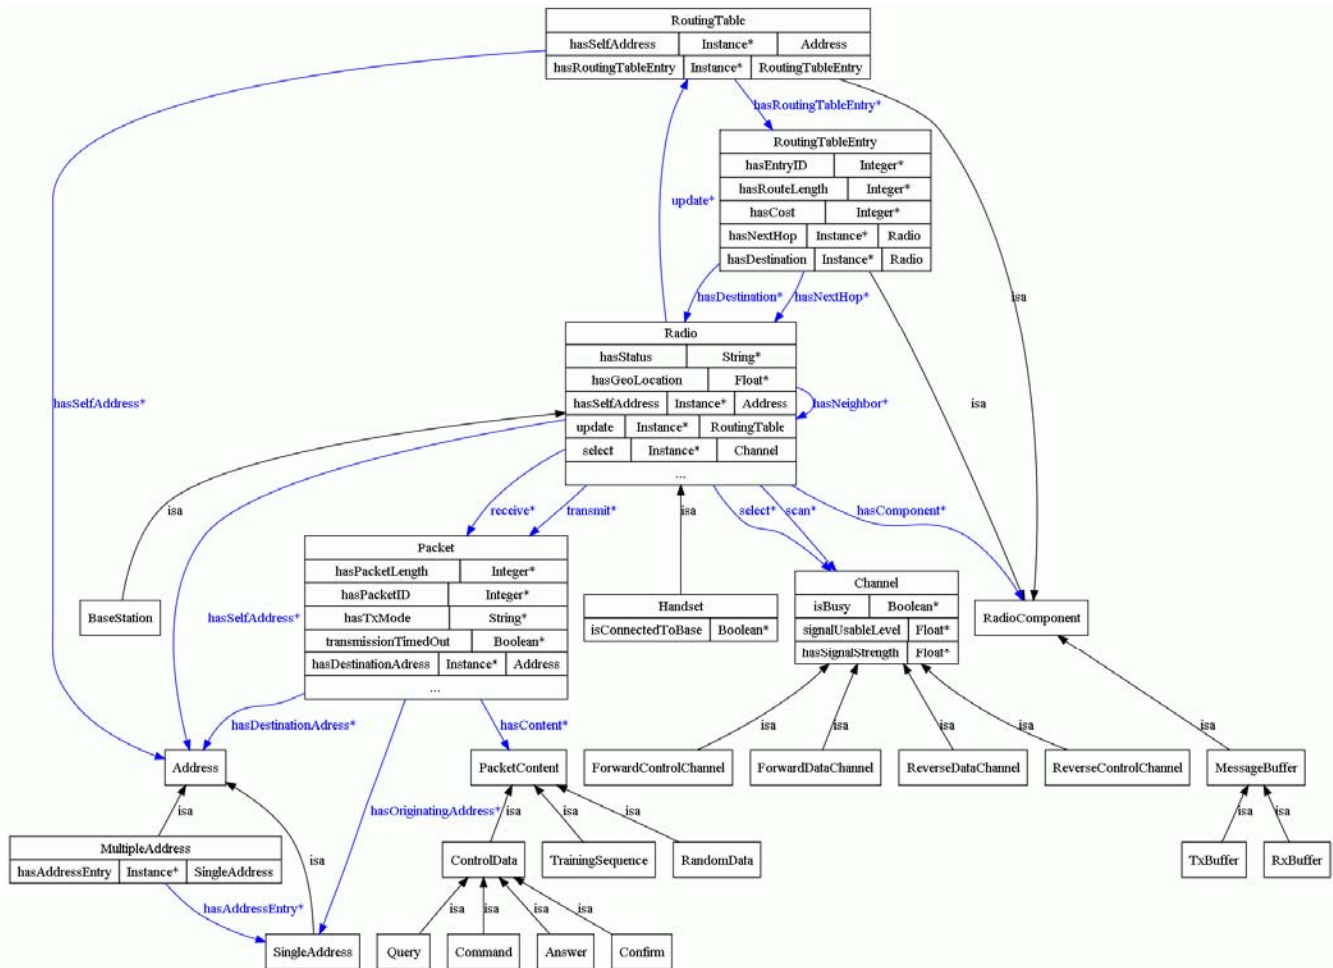 RoutingTable
hasSelfAddress Instance* Address
hasRoutingTableEntry Instance* RoutingTableEntry
hasRoutingTableEntry*
RoutingTableEntry
hasEntryID Integer*
hasRouteLength Integer*
hasCost Integer*
hasNextHop Instance* Radio
hasDestination Instance* Radio
update*
hasDestination* hasNextHop* isa
Radio
hasStatus String*
hasGeoLocation Float*
hasSelfAddress Instance* Address
update Instance* RoutingTable
select Instance* Channel
...
hasSelfAddress* hasNeighbor* isa
isa receive* transmit* isa select* scan* hasComponent*
Packet
hasPacketLength Integer*
hasPacketID Integer*
hasTxMode String*
transmissionTimedOut Boolean*
hasDestinationAdress Instance* Address
...
Channel
isBusy Boolean*
signalUsableLevel Float*
hasSignalStrength Float*
Handset
isConnectedToBase Boolean*
BaseStation
hasSelfAddress*
RadioComponent
hasDestinationAdress* hasContent* isa isa isa isa isa
Address
PacketContent
ForwardControlChannel ForwardDataChannel ReverseDataChannel ReverseControlChannel MessageBuffer
isa hasOriginatingAddress* isa isa isa isa isa
MultipleAddress
hasAddressEntry Instance* SingleAddress
isa
ControlData TrainingSequence RandomData TxBuffer RxBuffer
hasAddressEntry* isa isa isa isa
SingleAddress Query Command Answer Confirm